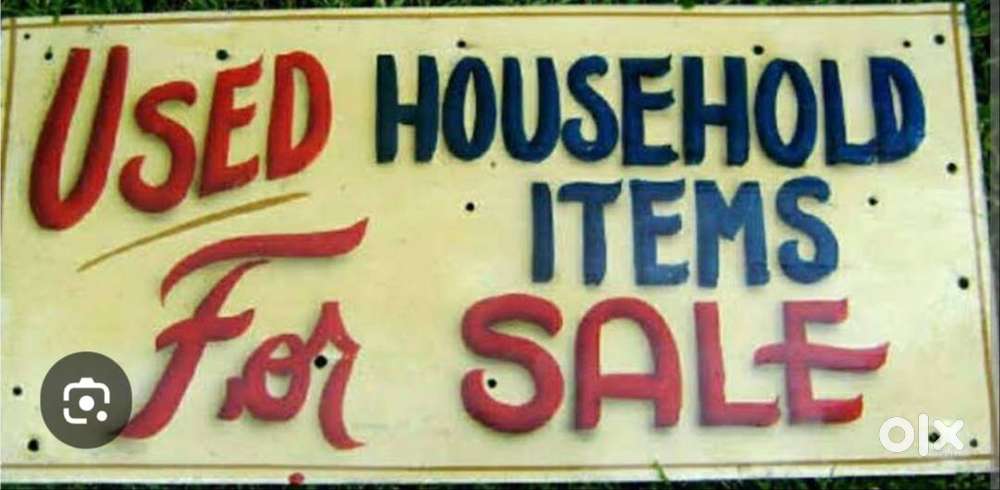 USED HOUSEHOLD
ITEMS
For SALE
olx